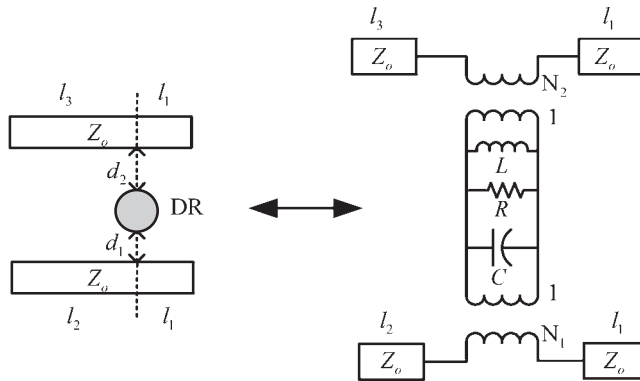 l₃ l₁
Zₒ
d₂
DR
d₁
Zₒ
l₂ l₁
l₃ l₁
Zₒ Zₒ
N₂
1
L
R
C
1
l₂ N₁ l₁
Zₒ Zₒ